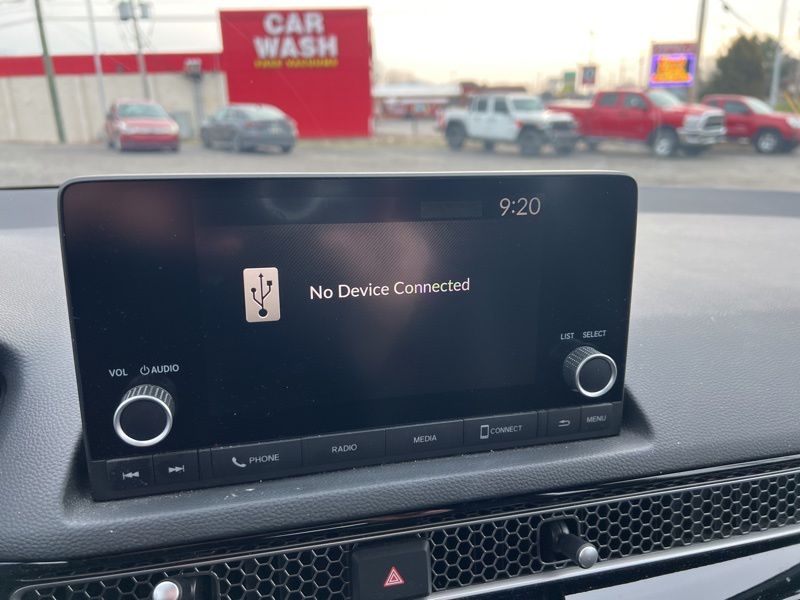 CAR
WASH
9:20
No Device Connected
VOL
AUDIO
LIST
SELECT
PHONE
RADIO
MEDIA
CONNECT
MENU